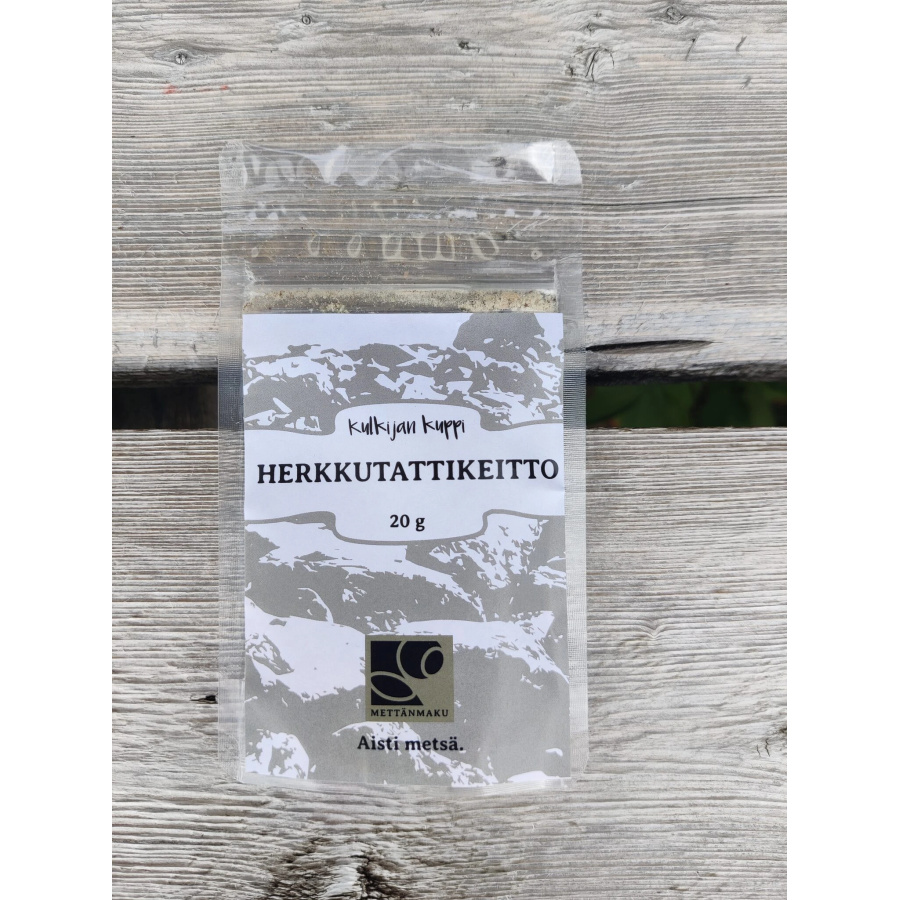 kulkijan kuppi
HERKKUTATTIKEITTO
20 g
METTÄNMAKU
Aisti metsä.